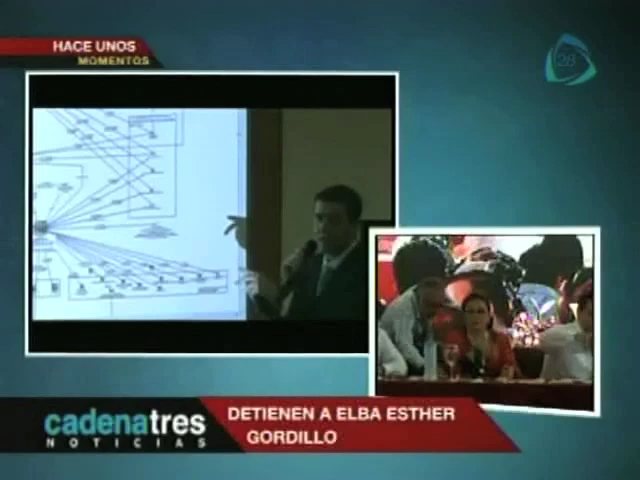 HACE UNOS
MOMENTOS
28
cadenatres
NOTICIAS
DETIENEN A ELBA ESTHER
GORDILLO